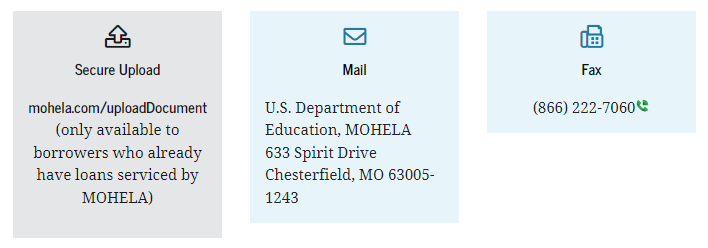 Secure Upload
mohela.com/uploadDocument
(only available to
borrowers who already
have loans serviced by
MOHELA)
Mail
U.S. Department of
Education, MOHELA
633 Spirit Drive
Chesterfield, MO 63005-
1243
Fax
(866) 222-7060